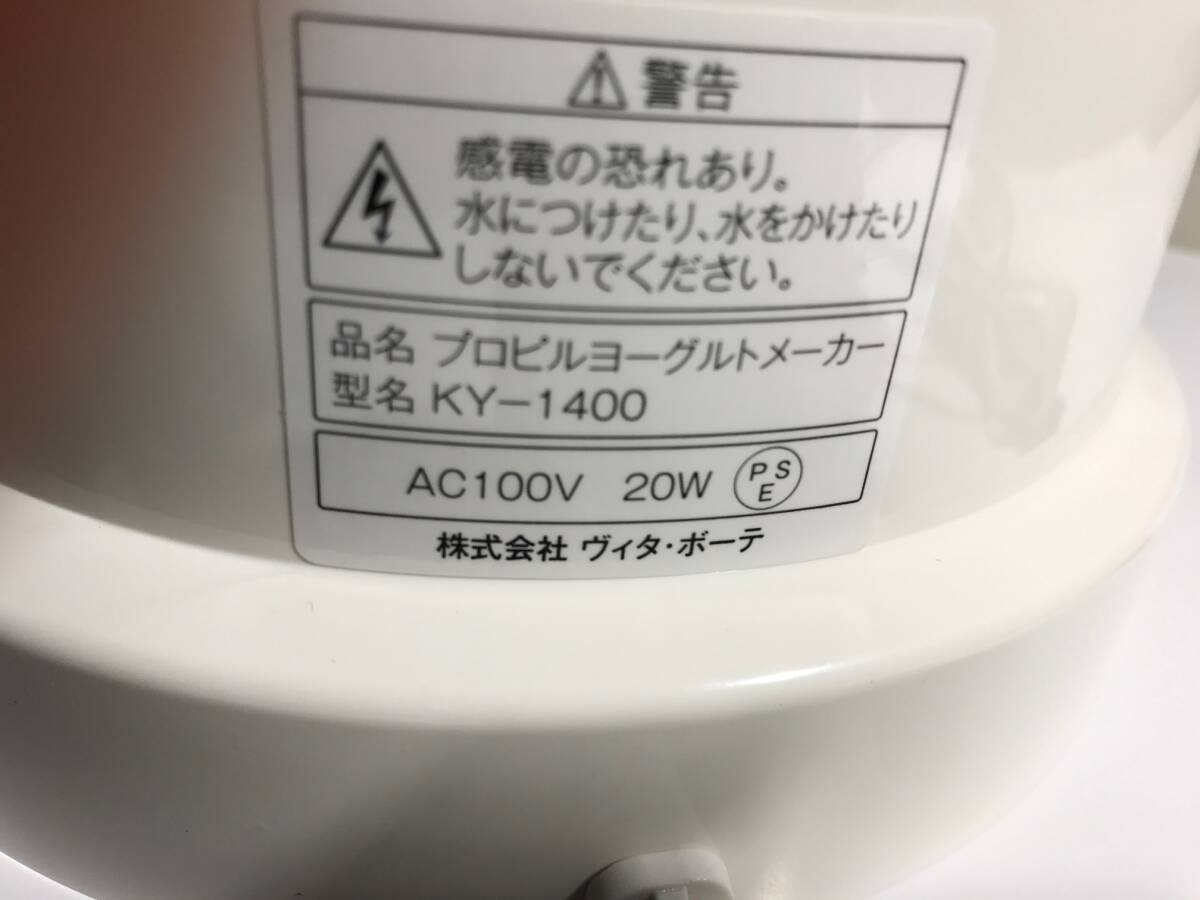 警告
感電の恐れあり。
水につけたり、水をかけたり
しないでください。
品名 プロビルヨーグルトメーカー
型名 KY-1400
AC100V 20W PSE
株式会社 ヴィタ・ボーテ